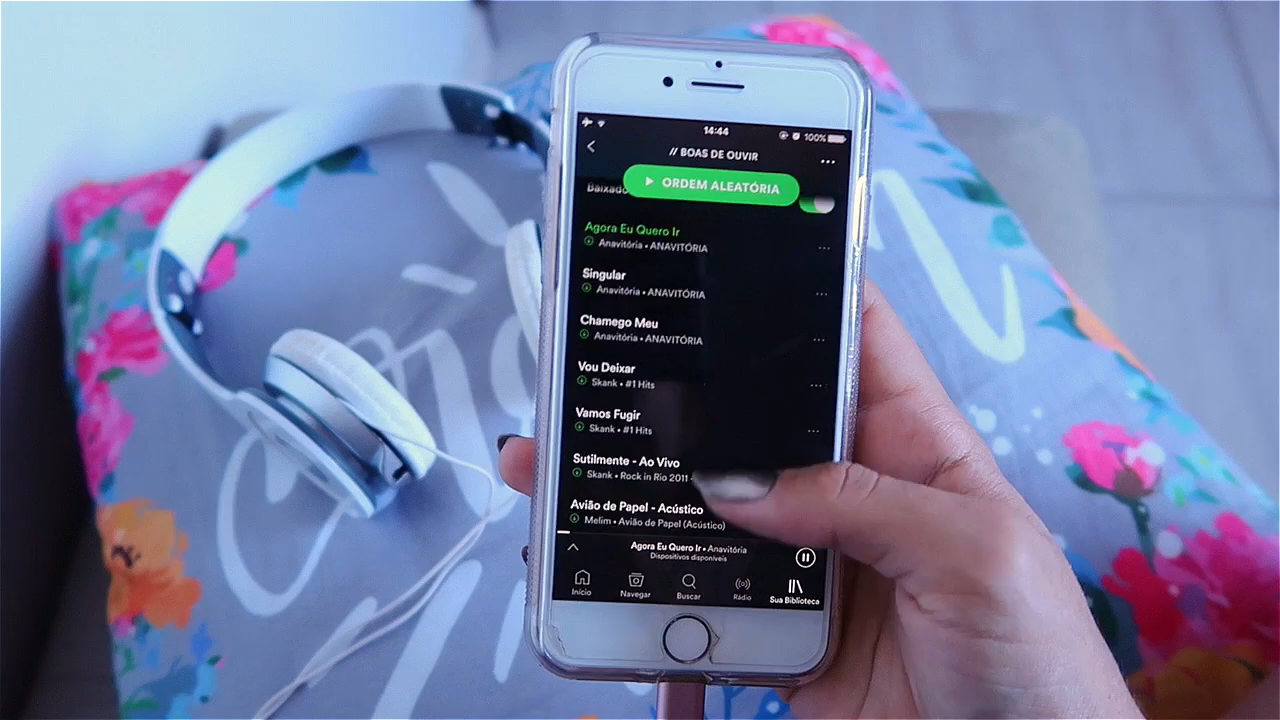 14:44
100%
// BOAS DE OUVIR
ORDEM ALEATÓRIA
Baixado
Agora Eu Quero Ir
Anavitória • ANAVITÓRIA
Singular
Anavitória • ANAVITÓRIA
Chamego Meu
Anavitória • ANAVITÓRIA
Vou Deixar
Skank • #1 Hits
Vamos Fugir
Skank • #1 Hits
Sutilmente - Ao Vivo
Skank • Rock in Rio 2011 -
Avião de Papel - Acústico
Melim • Avião de Papel (Acústico)
Agora Eu Quero Ir • Anavitória
Dispositivos disponíveis
Início
Navegar
Buscar
Rádio
Sua Biblioteca